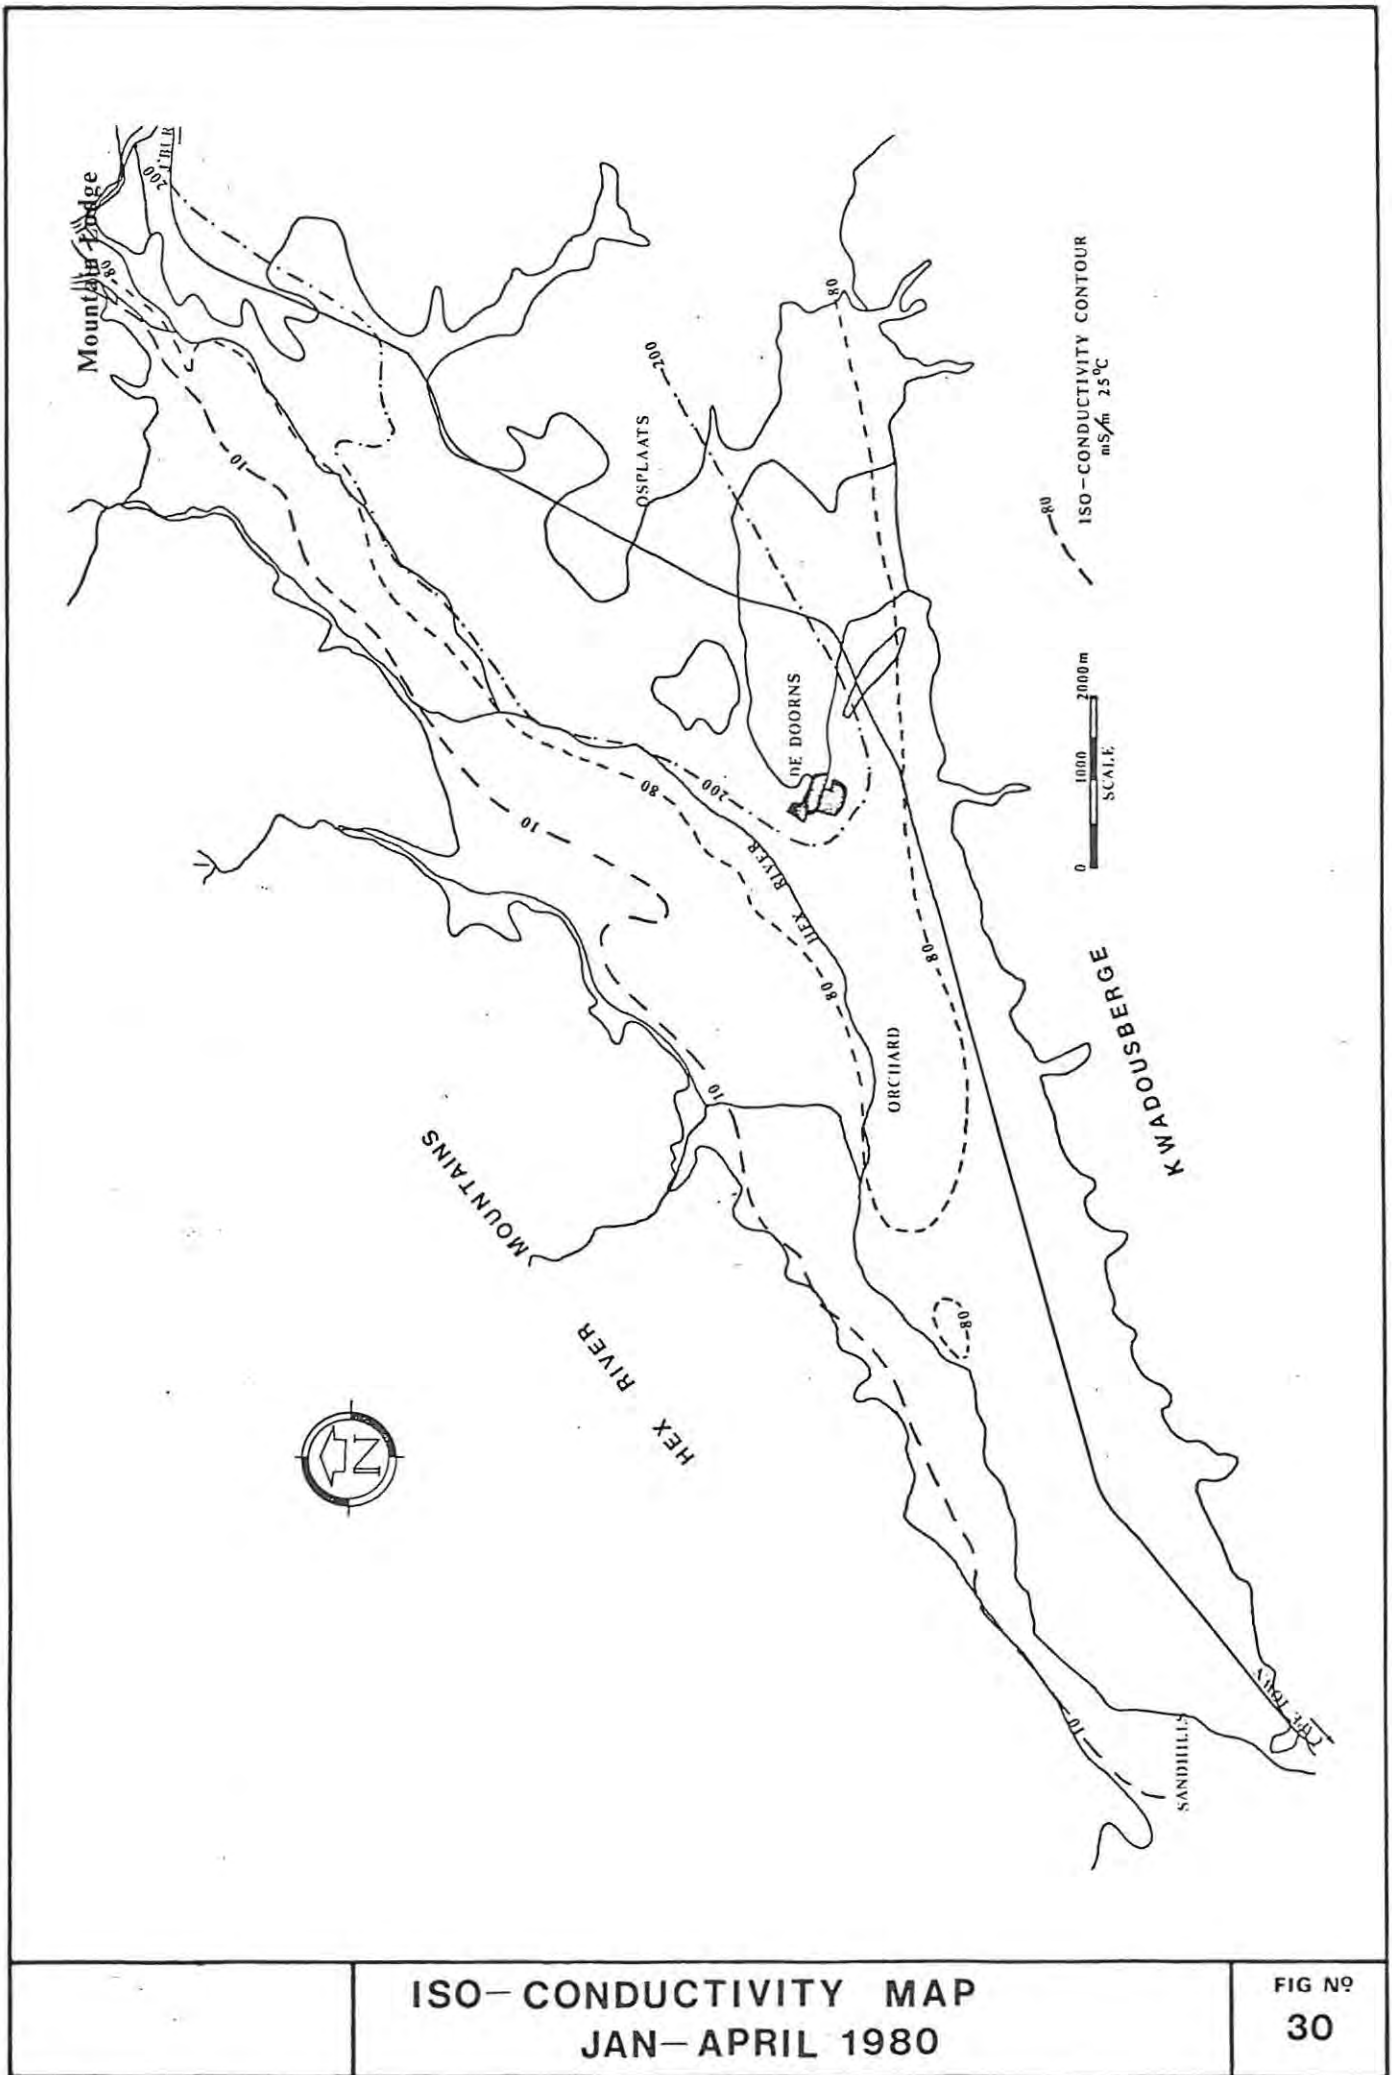 Mountain Lodge
200
80
10
200
80
OSPLAATS
DE DOORNS
10
80
200
HEX RIVER
80
80
ORCHARD
10
80
10
SANDHILLS
HEX RIVER MOUNTAINS
KWADOUSBERGE
N
80
ISO-CONDUCTIVITY CONTOUR
mS/m 25°C
0 1000 2000m
SCALE
ISO-CONDUCTIVITY MAP
JAN-APRIL 1980
FIG Nº
30